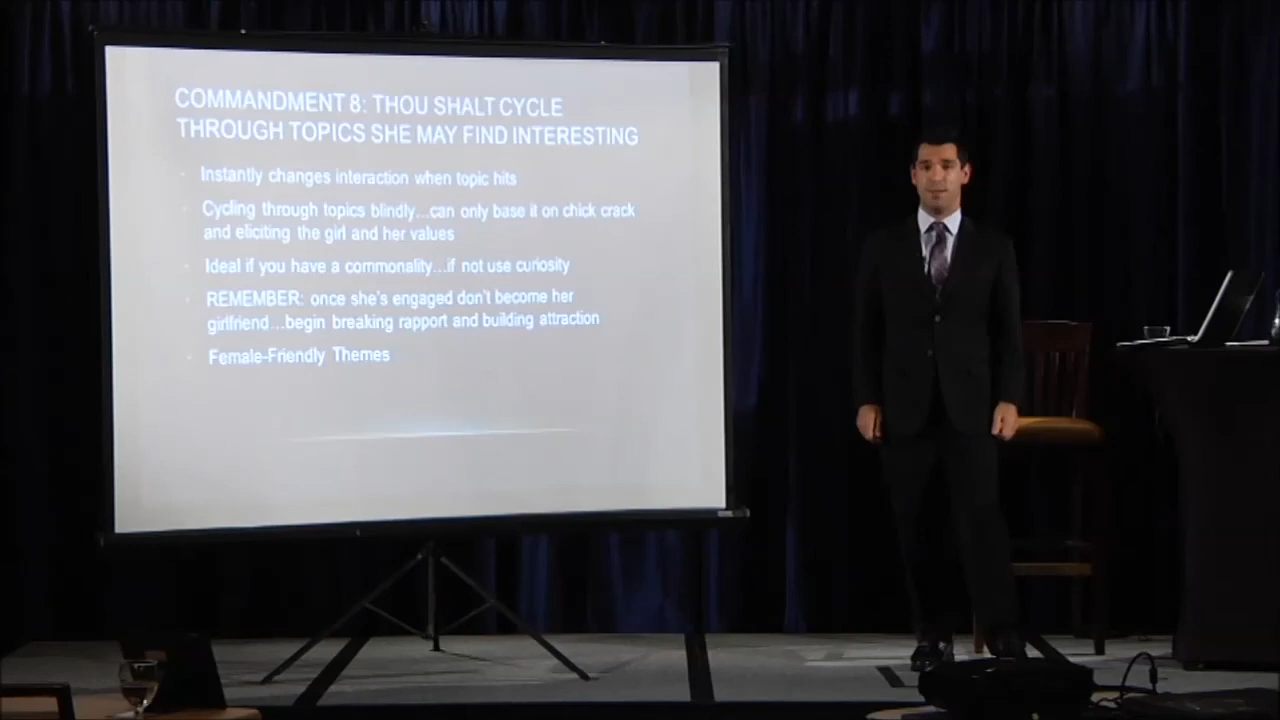 COMMANDMENT 8: THOU SHALT CYCLE
THROUGH TOPICS SHE MAY FIND INTERESTING
Instantly changes interaction when topic hits
Cycling through topics blindly...can only base it on chick crack
and eliciting the girl and her values
Ideal if you have a commonality...if not use curiosity
REMEMBER: once she's engaged don't become her
girlfriend...begin breaking rapport and building attraction
Female-Friendly Themes